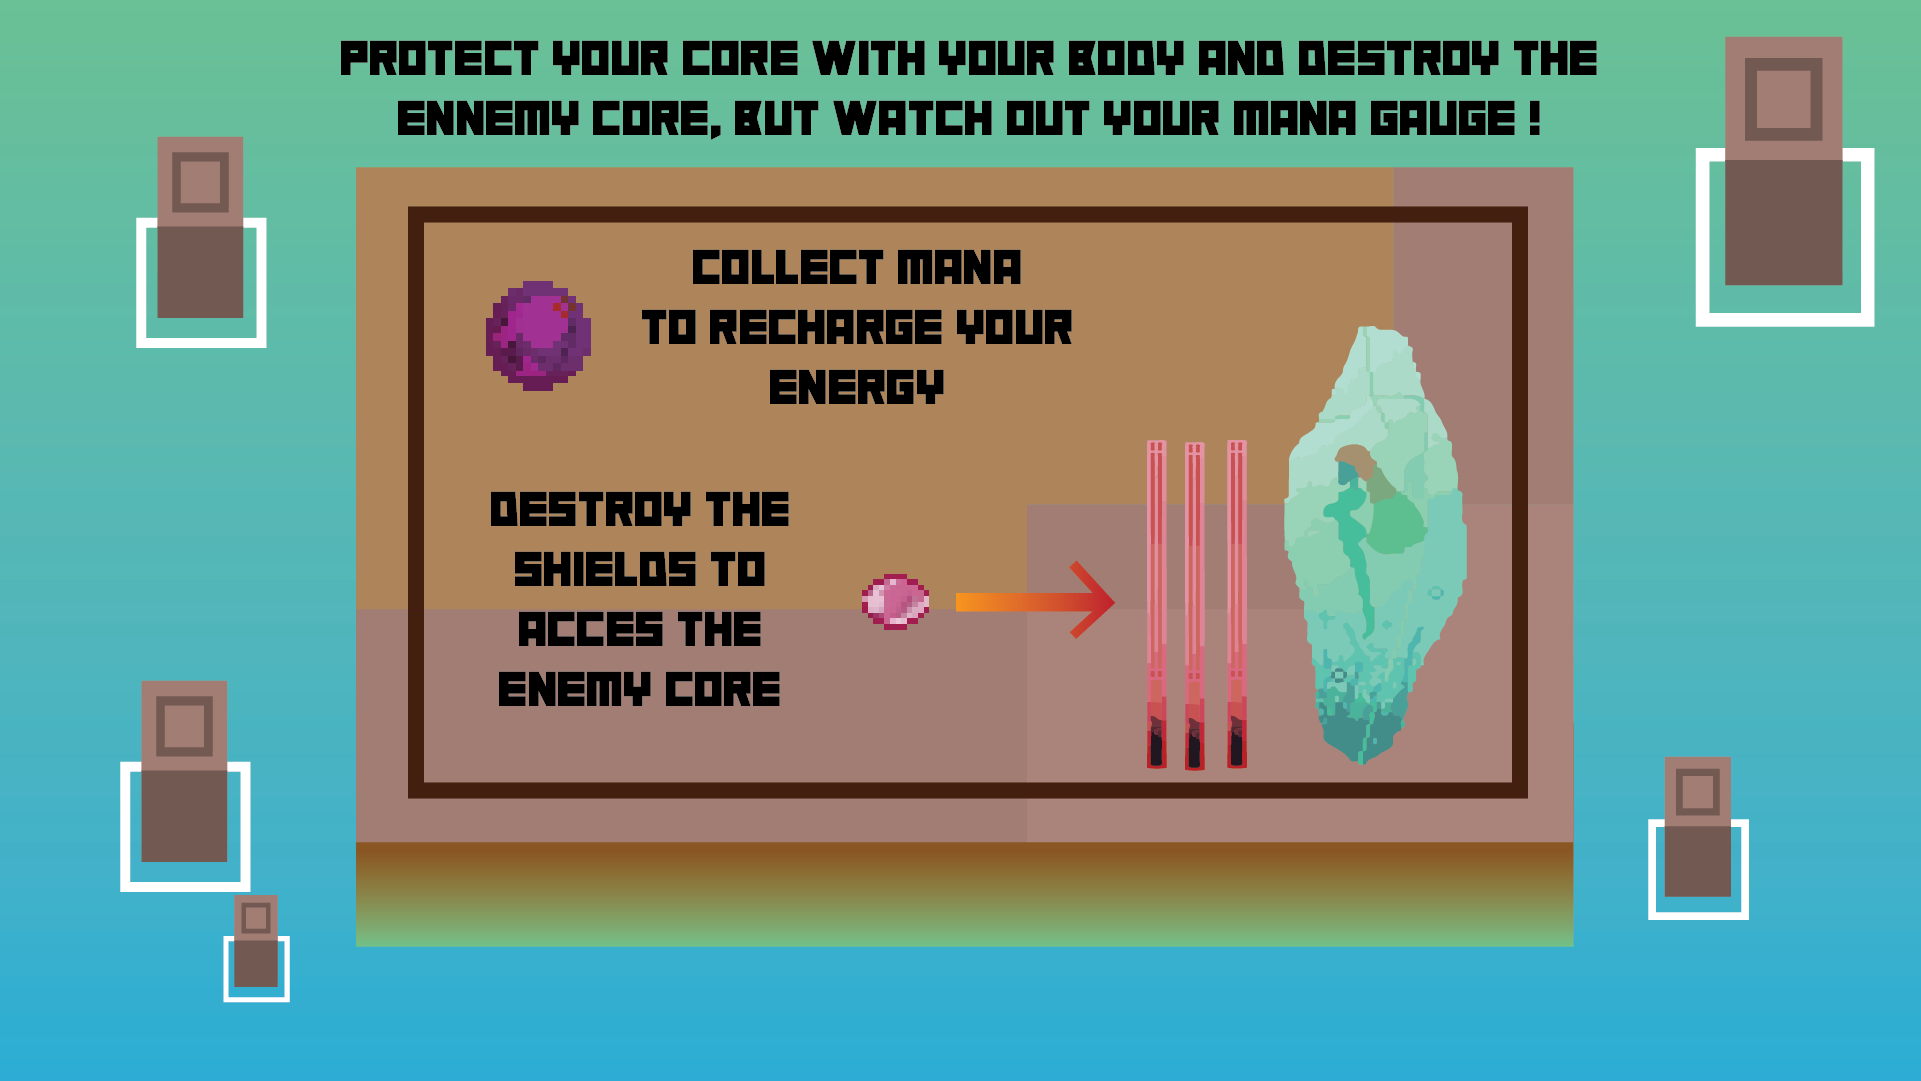 PROTECT YOUR CORE WITH YOUR BODY AND DESTROY THE
ENNEMY CORE, BUT WATCH OUT YOUR MANA GAUGE !
COLLECT MANA
TO RECHARGE YOUR
ENERGY
DESTROY THE
SHIELDS TO
ACCES THE
ENEMY CORE